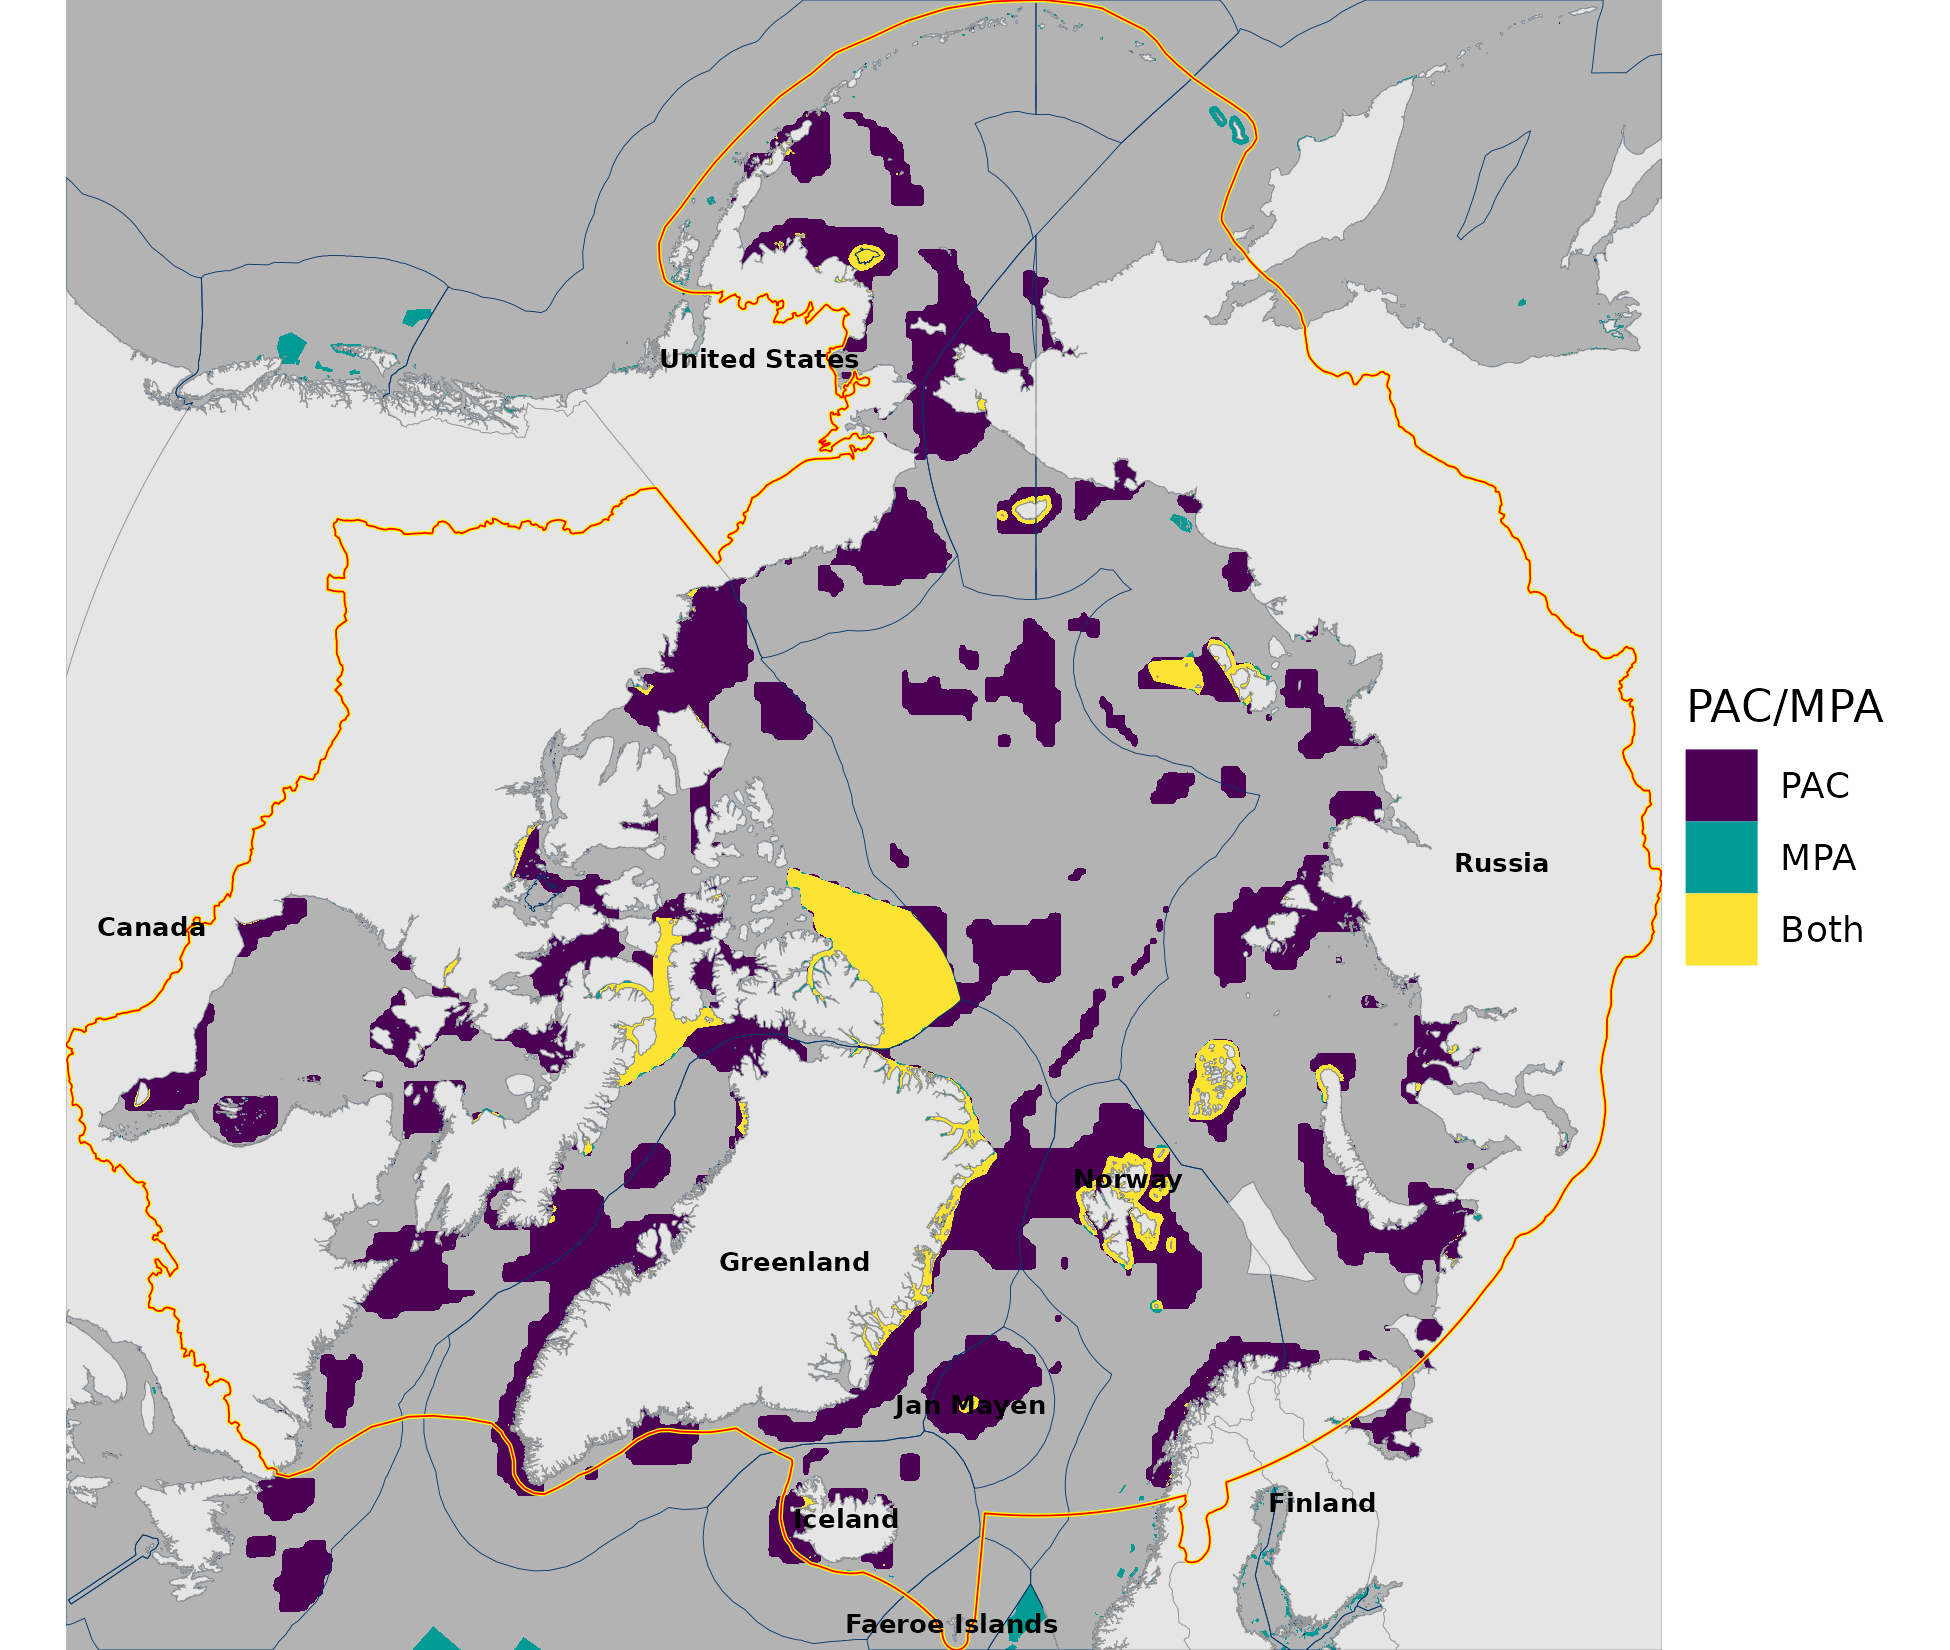 United States
PAC/MPA
PAC
MPA
Russia
Canada
Both
Norway
Greenland
Jan Mayen
Finland
Iceland
Faeroe Islands